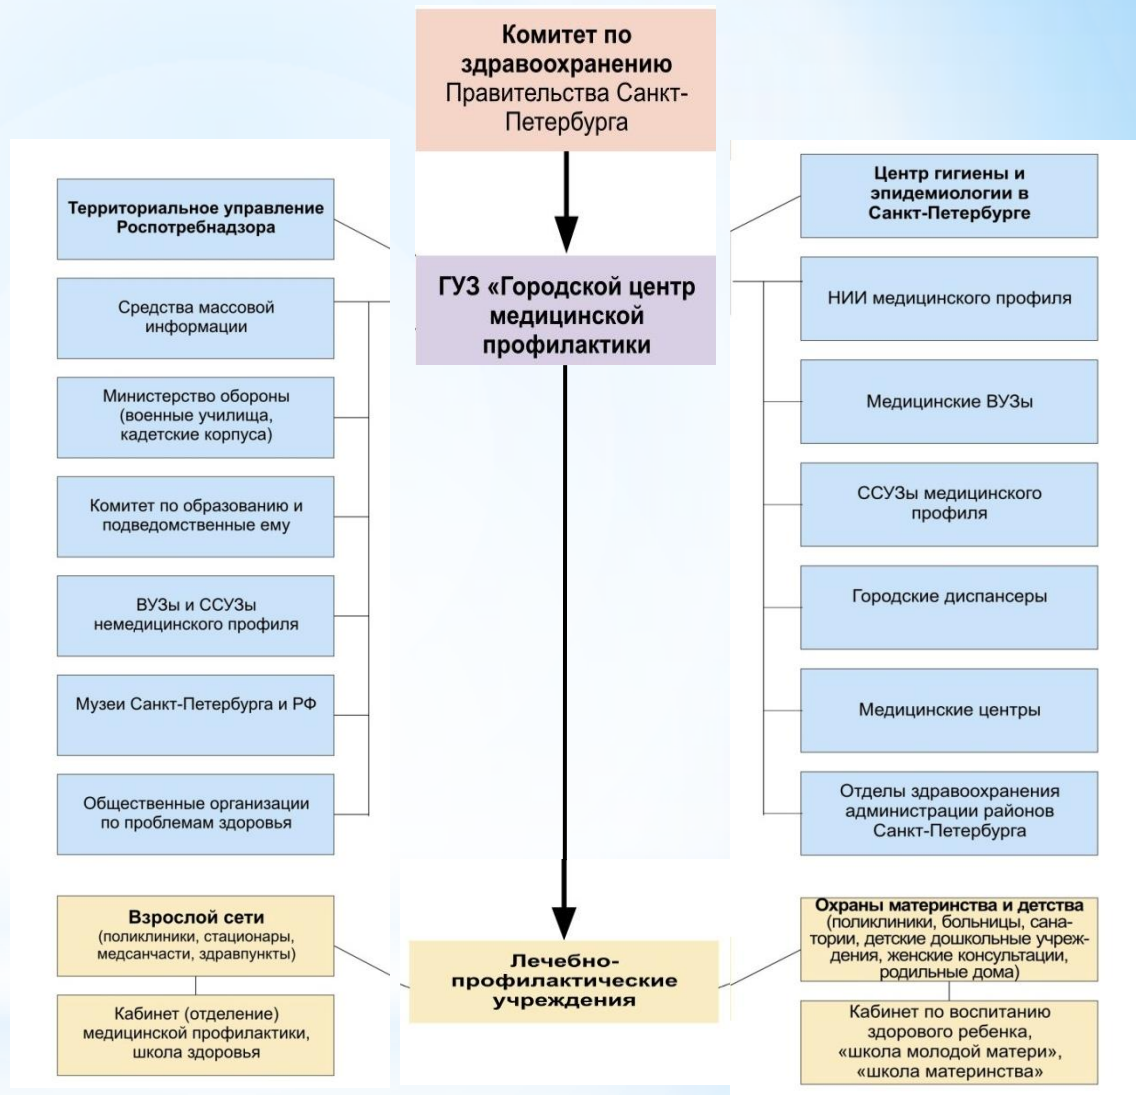 Комитет по
здравоохранению
Правительства Санкт-
Петербурга
Территориальное управление
Роспотребнадзора
Средства массовой
информации
Министерство обороны
(военные училища,
кадетские корпуса)
Комитет по образованию и
подведомственные ему
ВУЗы и ССУЗы
немедицинского профиля
Музеи Санкт-Петербурга и РФ
Общественные организации
по проблемам здоровья
ГУЗ «Городской центр
медицинской
профилактики
Центр гигиены и
эпидемиологии в
Санкт-Петербурге
НИИ медицинского профиля
Медицинские ВУЗы
ССУЗы медицинского
профиля
Городские диспансеры
Медицинские центры
Отделы здравоохранения
администрации районов
Санкт-Петербурга
Взрослой сети
(поликлиники, стационары,
медсанчасти, здравпункты)
Кабинет (отделение)
медицинской профилактики,
школа здоровья
Лечебно-
профилактические
учреждения
Охраны материнства и детства
(поликлиники, больницы, сана-
тории, детские дошкольные учреж-
дения, женские консультации,
родильные дома)
Кабинет по воспитанию
здорового ребенка,
«школа молодой матери»,
«школа материнства»